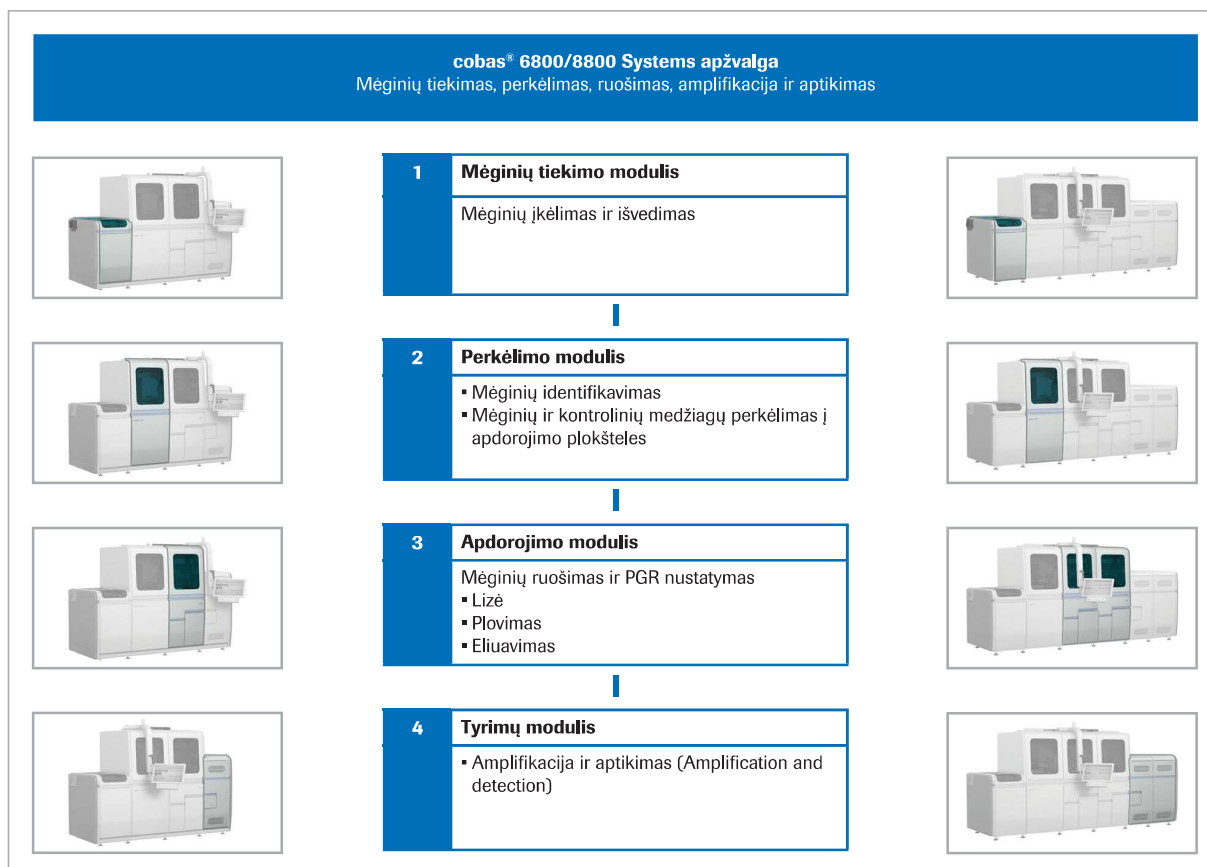 cobas® 6800/8800 Systems apžvalga
Mėginių tiekimas, perkėlimas, ruošimas, amplifikacija ir aptikimas
1
Mėginių tiekimo modulis
Mėginių įkėlimas ir išvedimas
2
Perkėlimo modulis
▪ Mėginių identifikavimas
▪ Mėginių ir kontrolinių medžiagų perkėlimas į
apdorojimo plokšteles
3
Apdorojimo modulis
Mėginių ruošimas ir PGR nustatymas
▪ Lizė
▪ Plovimas
▪ Eliuavimas
4
Tyrimų modulis
▪ Amplifikacija ir aptikimas (Amplification and
detection)